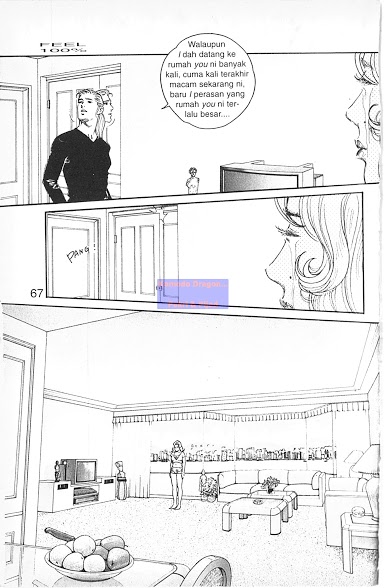 FEEL
100%
Walaupun
I dah datang ke
rumah you ni banyak
kali, cuma kali terakhir
macam sekarang ni,
baru I perasan yang
rumah you ni ter-
lalu besar....
PANG!
67